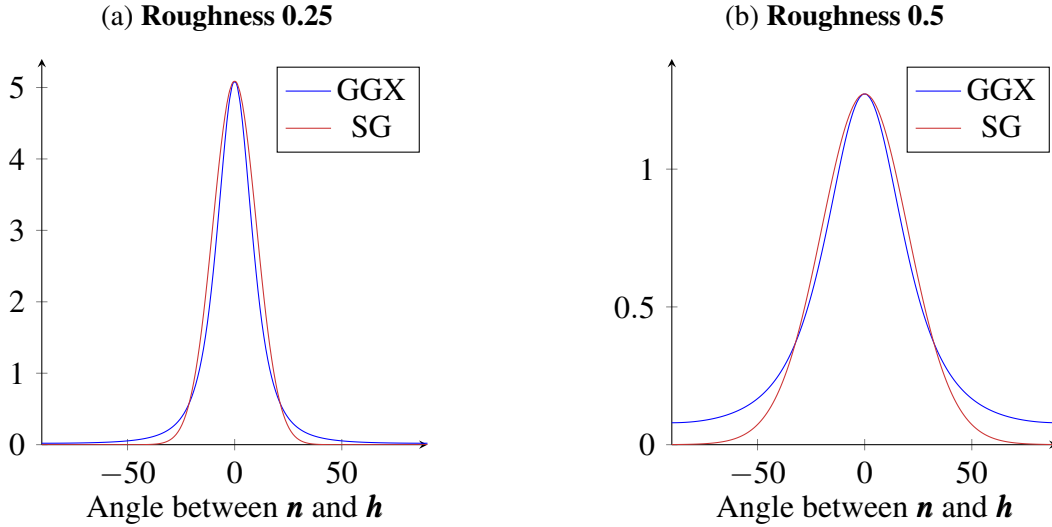 (a) Roughness 0.25
5
4
3
2
1
0
−50 0 50
GGX
SG
Angle between n and h
(b) Roughness 0.5
1
0.5
0
−50 0 50
GGX
SG
Angle between n and h